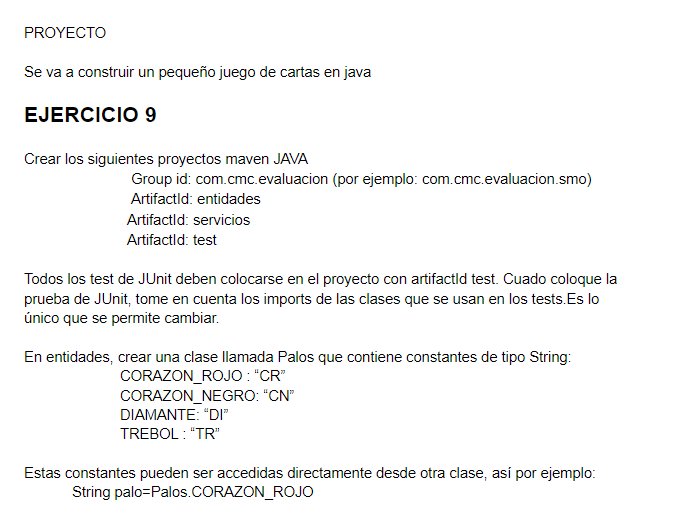 PROYECTO
Se va a construir un pequeño juego de cartas en java
EJERCICIO 9
Crear los siguientes proyectos maven JAVA
Group id: com.cmc.evaluacion (por ejemplo: com.cmc.evaluacion.smo)
ArtifactId: entidades
ArtifactId: servicios
ArtifactId: test
Todos los test de JUnit deben colocarse en el proyecto con artifactId test. Cuado coloque la
prueba de JUnit, tome en cuenta los imports de las clases que se usan en los tests.Es lo
único que se permite cambiar.
En entidades, crear una clase llamada Palos que contiene constantes de tipo String:
CORAZON_ROJO : “CR”
CORAZON_NEGRO: “CN”
DIAMANTE: “DI”
TREBOL : “TR”
Estas constantes pueden ser accedidas directamente desde otra clase, así por ejemplo:
String palo=Palos.CORAZON_ROJO